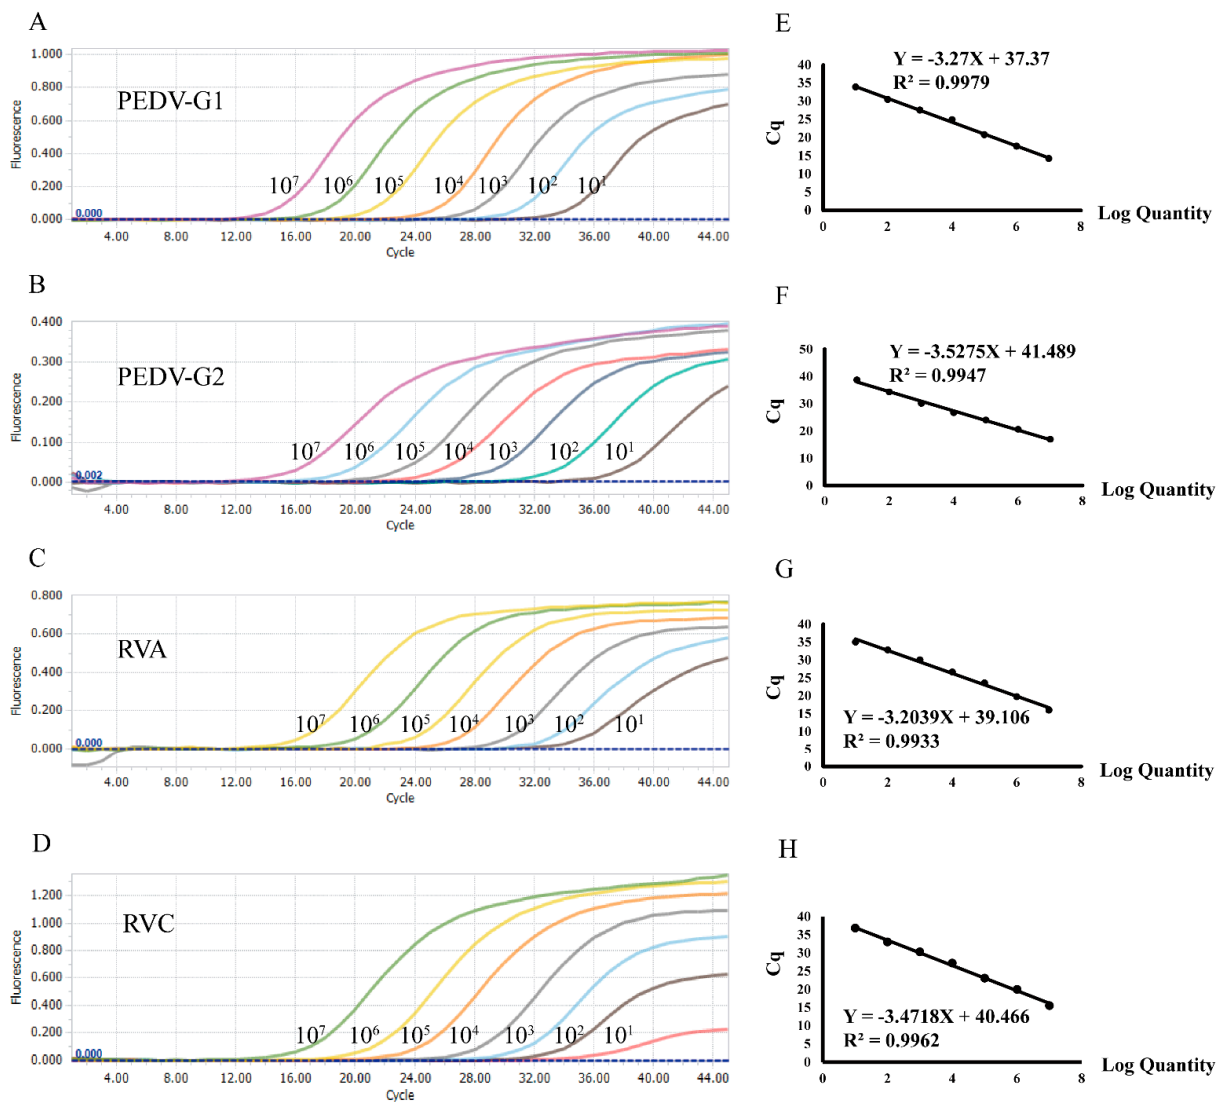 A
1.000
0.800
0.600
0.400
0.200
0.000
Fluorescence
PEDV-G1
10⁷ 10⁶ 10⁵ 10⁴ 10³ 10² 10¹
0.000
4.00 8.00 12.00 16.00 20.00 24.00 28.00 32.00 36.00 40.00 44.00
Cycle
E
Y = -3.27X + 37.37
R² = 0.9979
40
35
30
25
20
15
10
5
0
Cq
0 2 4 6 8
Log Quantity
B
0.400
0.300
0.200
0.100
0.000
Fluorescence
PEDV-G2
10⁷ 10⁶ 10⁵ 10⁴ 10³ 10² 10¹
0.002
4.00 8.00 12.00 16.00 20.00 24.00 28.00 32.00 36.00 40.00 44.00
Cycle
F
Y = -3.5275X + 41.489
R² = 0.9947
50
40
30
20
10
0
Cq
0 2 4 6 8
Log Quantity
C
0.800
0.600
0.400
0.200
0.000
Fluorescence
RVA
10⁷ 10⁶ 10⁵ 10⁴ 10³ 10² 10¹
0.000
4.00 8.00 12.00 16.00 20.00 24.00 28.00 32.00 36.00 40.00 44.00
Cycle
G
40
35
30
25
20
15
10
5
0
Cq
Y = -3.2039X + 39.106
R² = 0.9933
0 2 4 6 8
Log Quantity
D
1.200
1.000
0.800
0.600
0.400
0.200
0.000
Fluorescence
RVC
10⁷ 10⁶ 10⁵ 10⁴ 10³ 10² 10¹
0.000
4.00 8.00 12.00 16.00 20.00 24.00 28.00 32.00 36.00 40.00 44.00
Cycle
H
40
35
30
25
20
15
10
5
0
Cq
Y = -3.4718X + 40.466
R² = 0.9962
0 2 4 6 8
Log Quantity